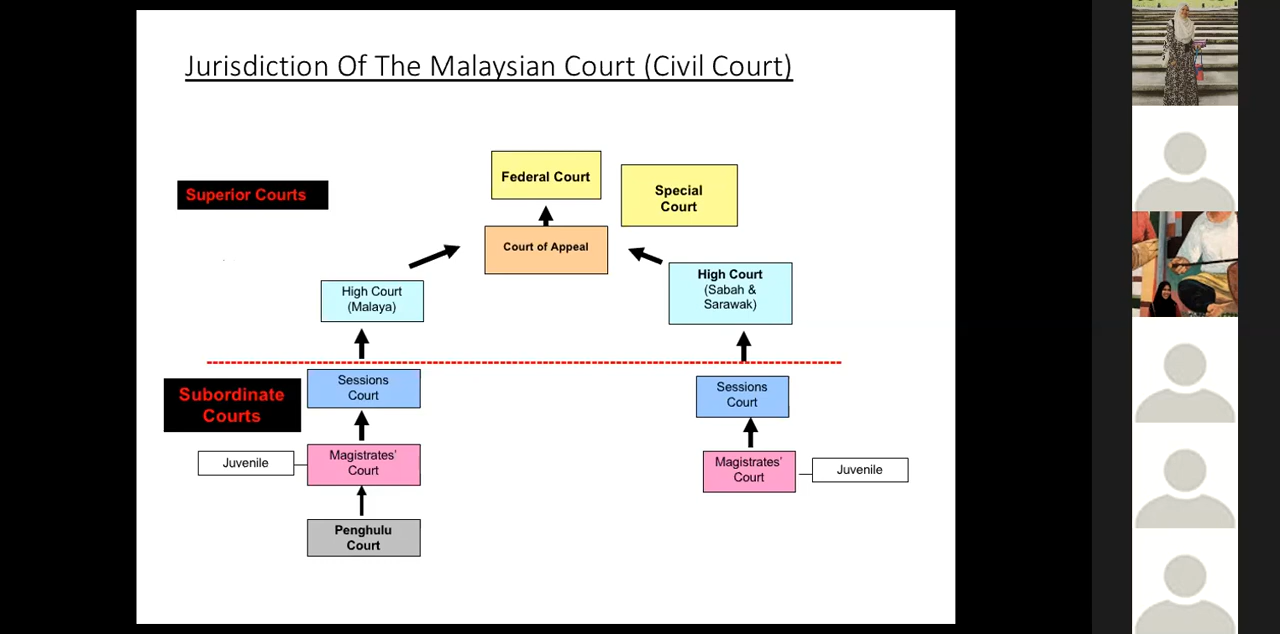 Jurisdiction Of The Malaysian Court (Civil Court)
Federal Court
Special
Court
Superior Courts
Court of Appeal
High Court
(Malaya)
High Court
(Sabah &
Sarawak)
Subordinate
Courts
Sessions
Court
Sessions
Court
Juvenile
Magistrates'
Court
Magistrates'
Court
Juvenile
Penghulu
Court